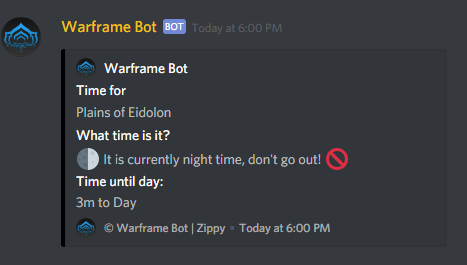 Warframe Bot BOT Today at 6:00 PM
Warframe Bot
Time for
Plains of Eidolon
What time is it?
It is currently night time, don't go out!
Time until day:
3m to Day
© Warframe Bot | Zippy • Today at 6:00 PM